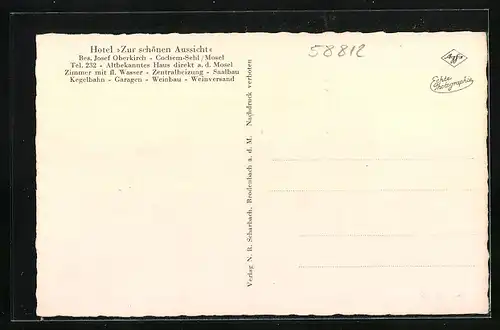 Hotel »Zur schönen Aussicht«
Bes. Josef Oberkirch - Cochem-Sehl/Mosel
Tel. 232 - Altbekanntes Haus direkt a. d. Mosel
Zimmer mit fl. Wasser - Zentralheizung - Saalbau
Kegelbahn - Garagen - Weinbau - Weinversand
58812
Agfa
Echte
Photographie
Verlag N. R. Scharbach, Brodenbach a. d. M. Nachdruck verboten